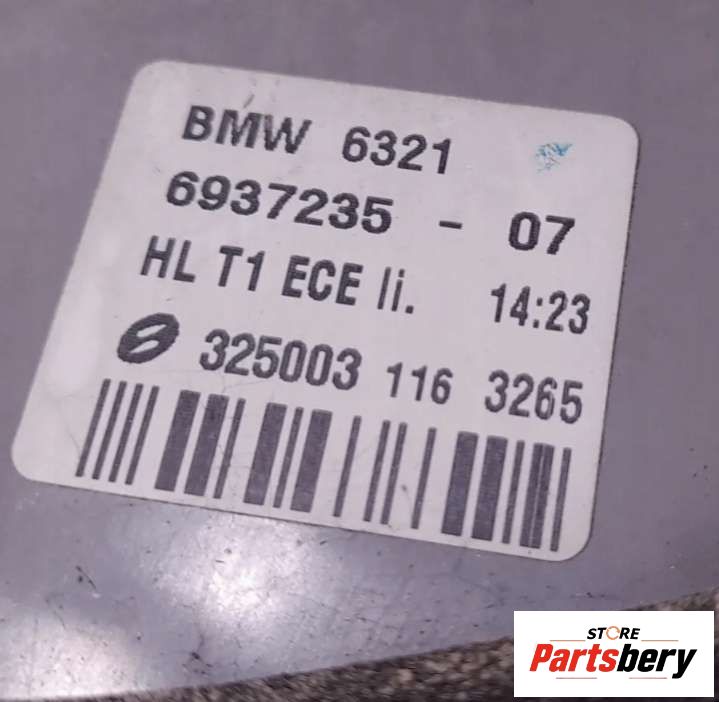 BMW 6321
6937235 - 07
HL T1 ECE li. 14:23
325003 116 3265
STORE
Partsbery